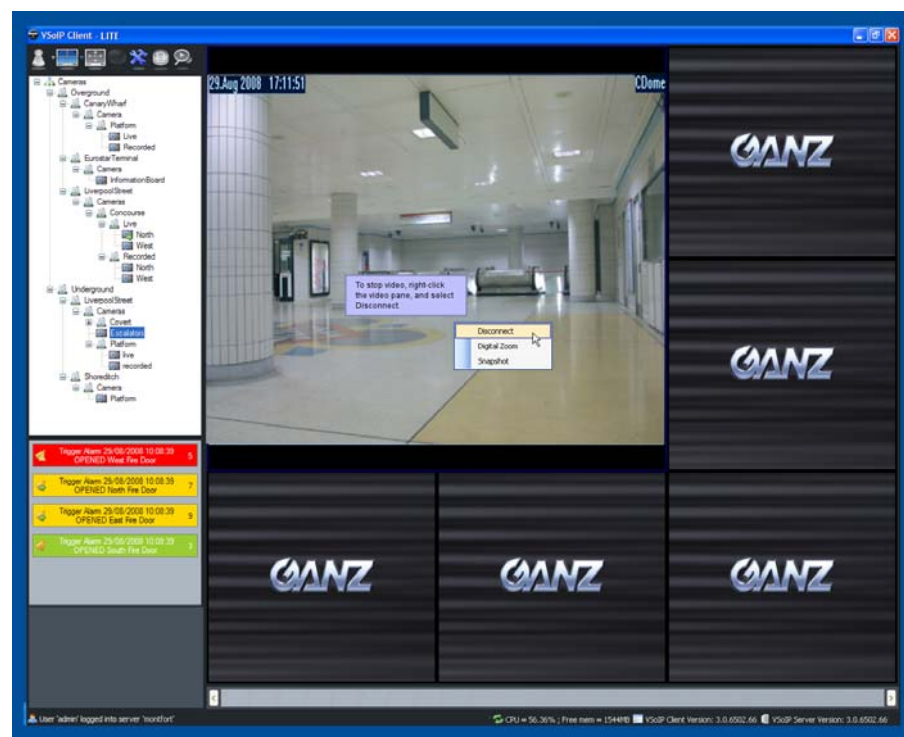 VSoIP Client - LITE
Cameras
Overground
CanaryWharf
Camera
Platform
Live
Recorded
EurostarTerminal
Camera
InformationBoard
LiverpoolStreet
Cameras
Concourse
Live
North
West
Recorded
North
West
Underground
LiverpoolStreet
Cameras
Covert
Escalators
Platform
live
recorded
Shoreditch
Camera
Platform
Trigger Alarm 29/08/2008 10:08:39 5
OPENED West Fire Door
Trigger Alarm 29/08/2008 10:08:39 7
OPENED North Fire Door
Trigger Alarm 29/08/2008 10:08:39 9
OPENED East Fire Door
Trigger Alarm 29/08/2008 10:08:39 3
OPENED South Fire Door
29.Aug 2008 17:11:51 CDome
To stop video, right-click
the video pane, and select
Disconnect.
Disconnect
Digital Zoom
Snapshot
GANZ
GANZ
GANZ
GANZ
GANZ
User 'admin' logged into server 'montfort'
CPU = 56.36% ; Free mem = 1544MB VSoIP Client Version: 3.0.6502.66 VSoIP Server Version: 3.0.6502.66